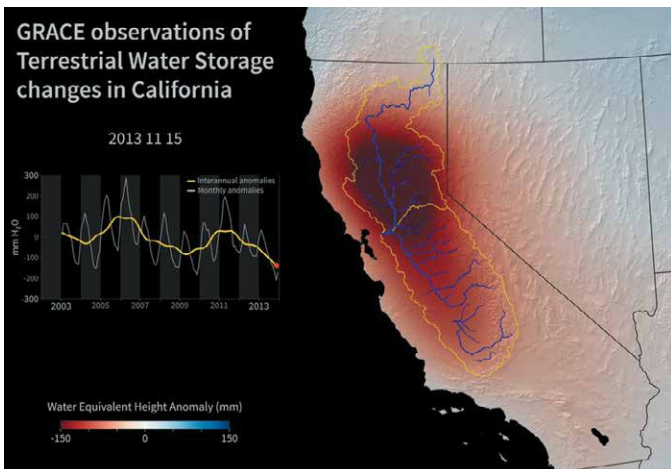 GRACE observations of
Terrestrial Water Storage
changes in California
2013 11 15
Interannual anomalies
Monthly anomalies
mm H₂O
300
200
100
0
-100
-200
-300
2003
2005
2007
2009
2011
2013
Water Equivalent Height Anomaly (mm)
-150 0 150